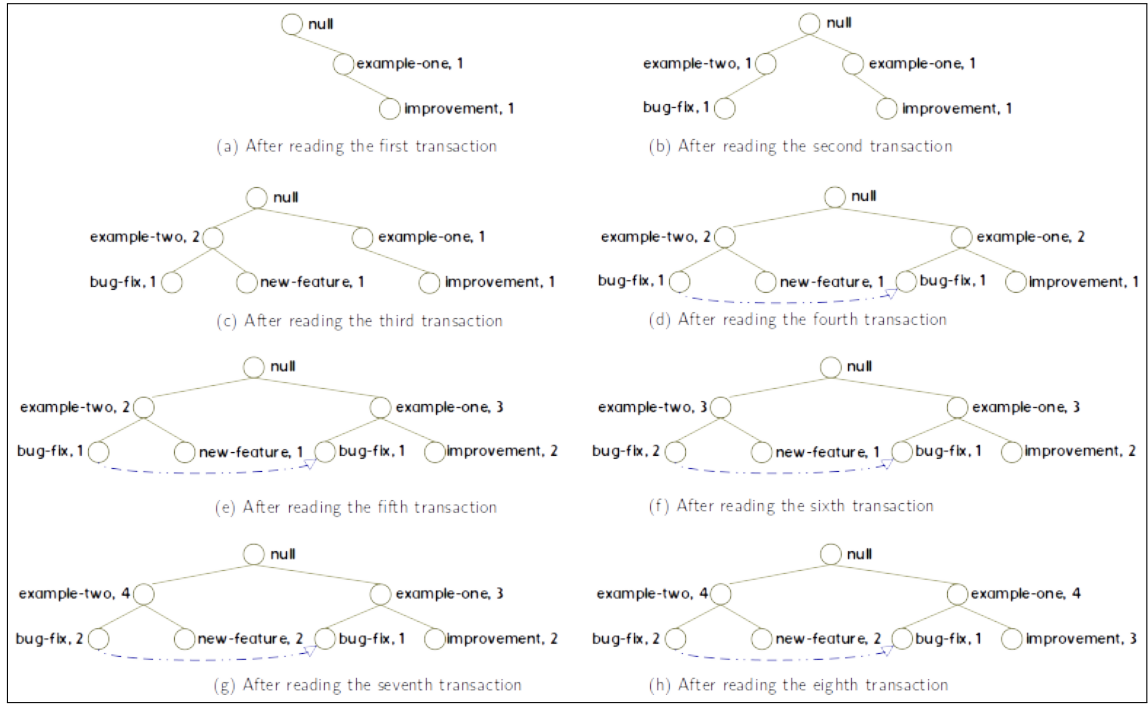 null
example-one, 1
improvement, 1
(a) After reading the first transaction
null
example-two, 1
example-one, 1
bug-fix, 1
improvement, 1
(b) After reading the second transaction
null
example-two, 2
example-one, 1
bug-fix, 1
new-feature, 1
improvement, 1
(c) After reading the third transaction
null
example-two, 2
example-one, 2
bug-fix, 1
new-feature, 1
bug-fix, 1
improvement, 1
(d) After reading the fourth transaction
null
example-two, 2
example-one, 3
bug-fix, 1
new-feature, 1
bug-fix, 1
improvement, 2
(e) After reading the fifth transaction
null
example-two, 3
example-one, 3
bug-fix, 2
new-feature, 1
bug-fix, 1
improvement, 2
(f) After reading the sixth transaction
null
example-two, 4
example-one, 3
bug-fix, 2
new-feature, 2
bug-fix, 1
improvement, 2
(g) After reading the seventh transaction
null
example-two, 4
example-one, 4
bug-fix, 2
new-feature, 2
bug-fix, 1
improvement, 3
(h) After reading the eighth transaction